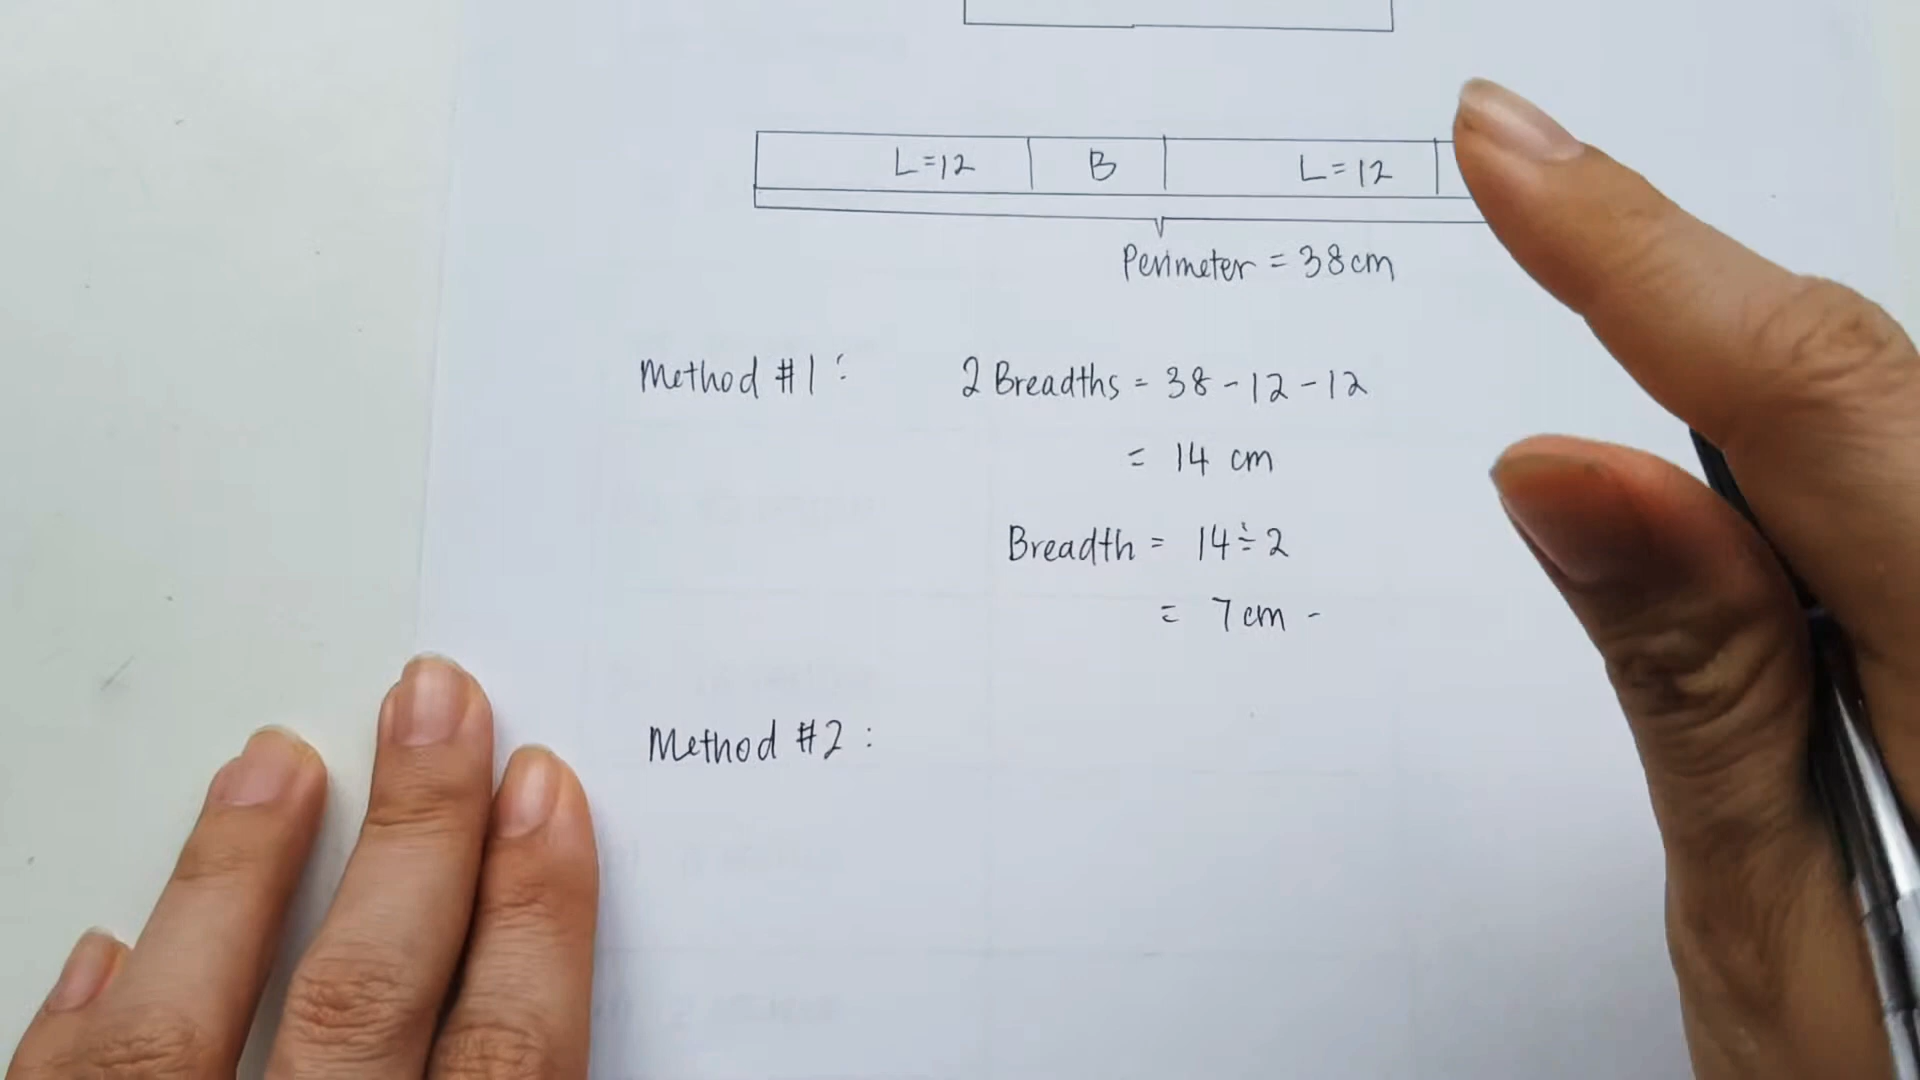 L=12 B L=12
Perimeter = 38cm
Method #1: 2 Breadths = 38 - 12 - 12
= 14 cm
Breadth = 14÷2
= 7cm -
Method #2: